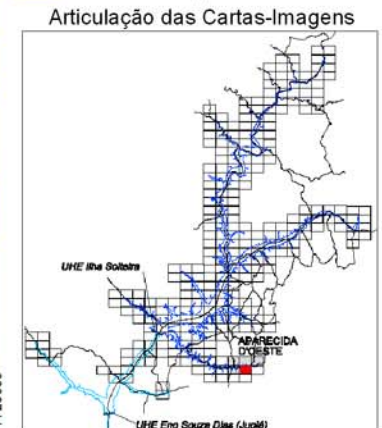 Articulação das Cartas-Imagens
UHE Ilha Solteira
APARECIDA
D'OESTE
UHE Eng Souza Dias (Jupiá)